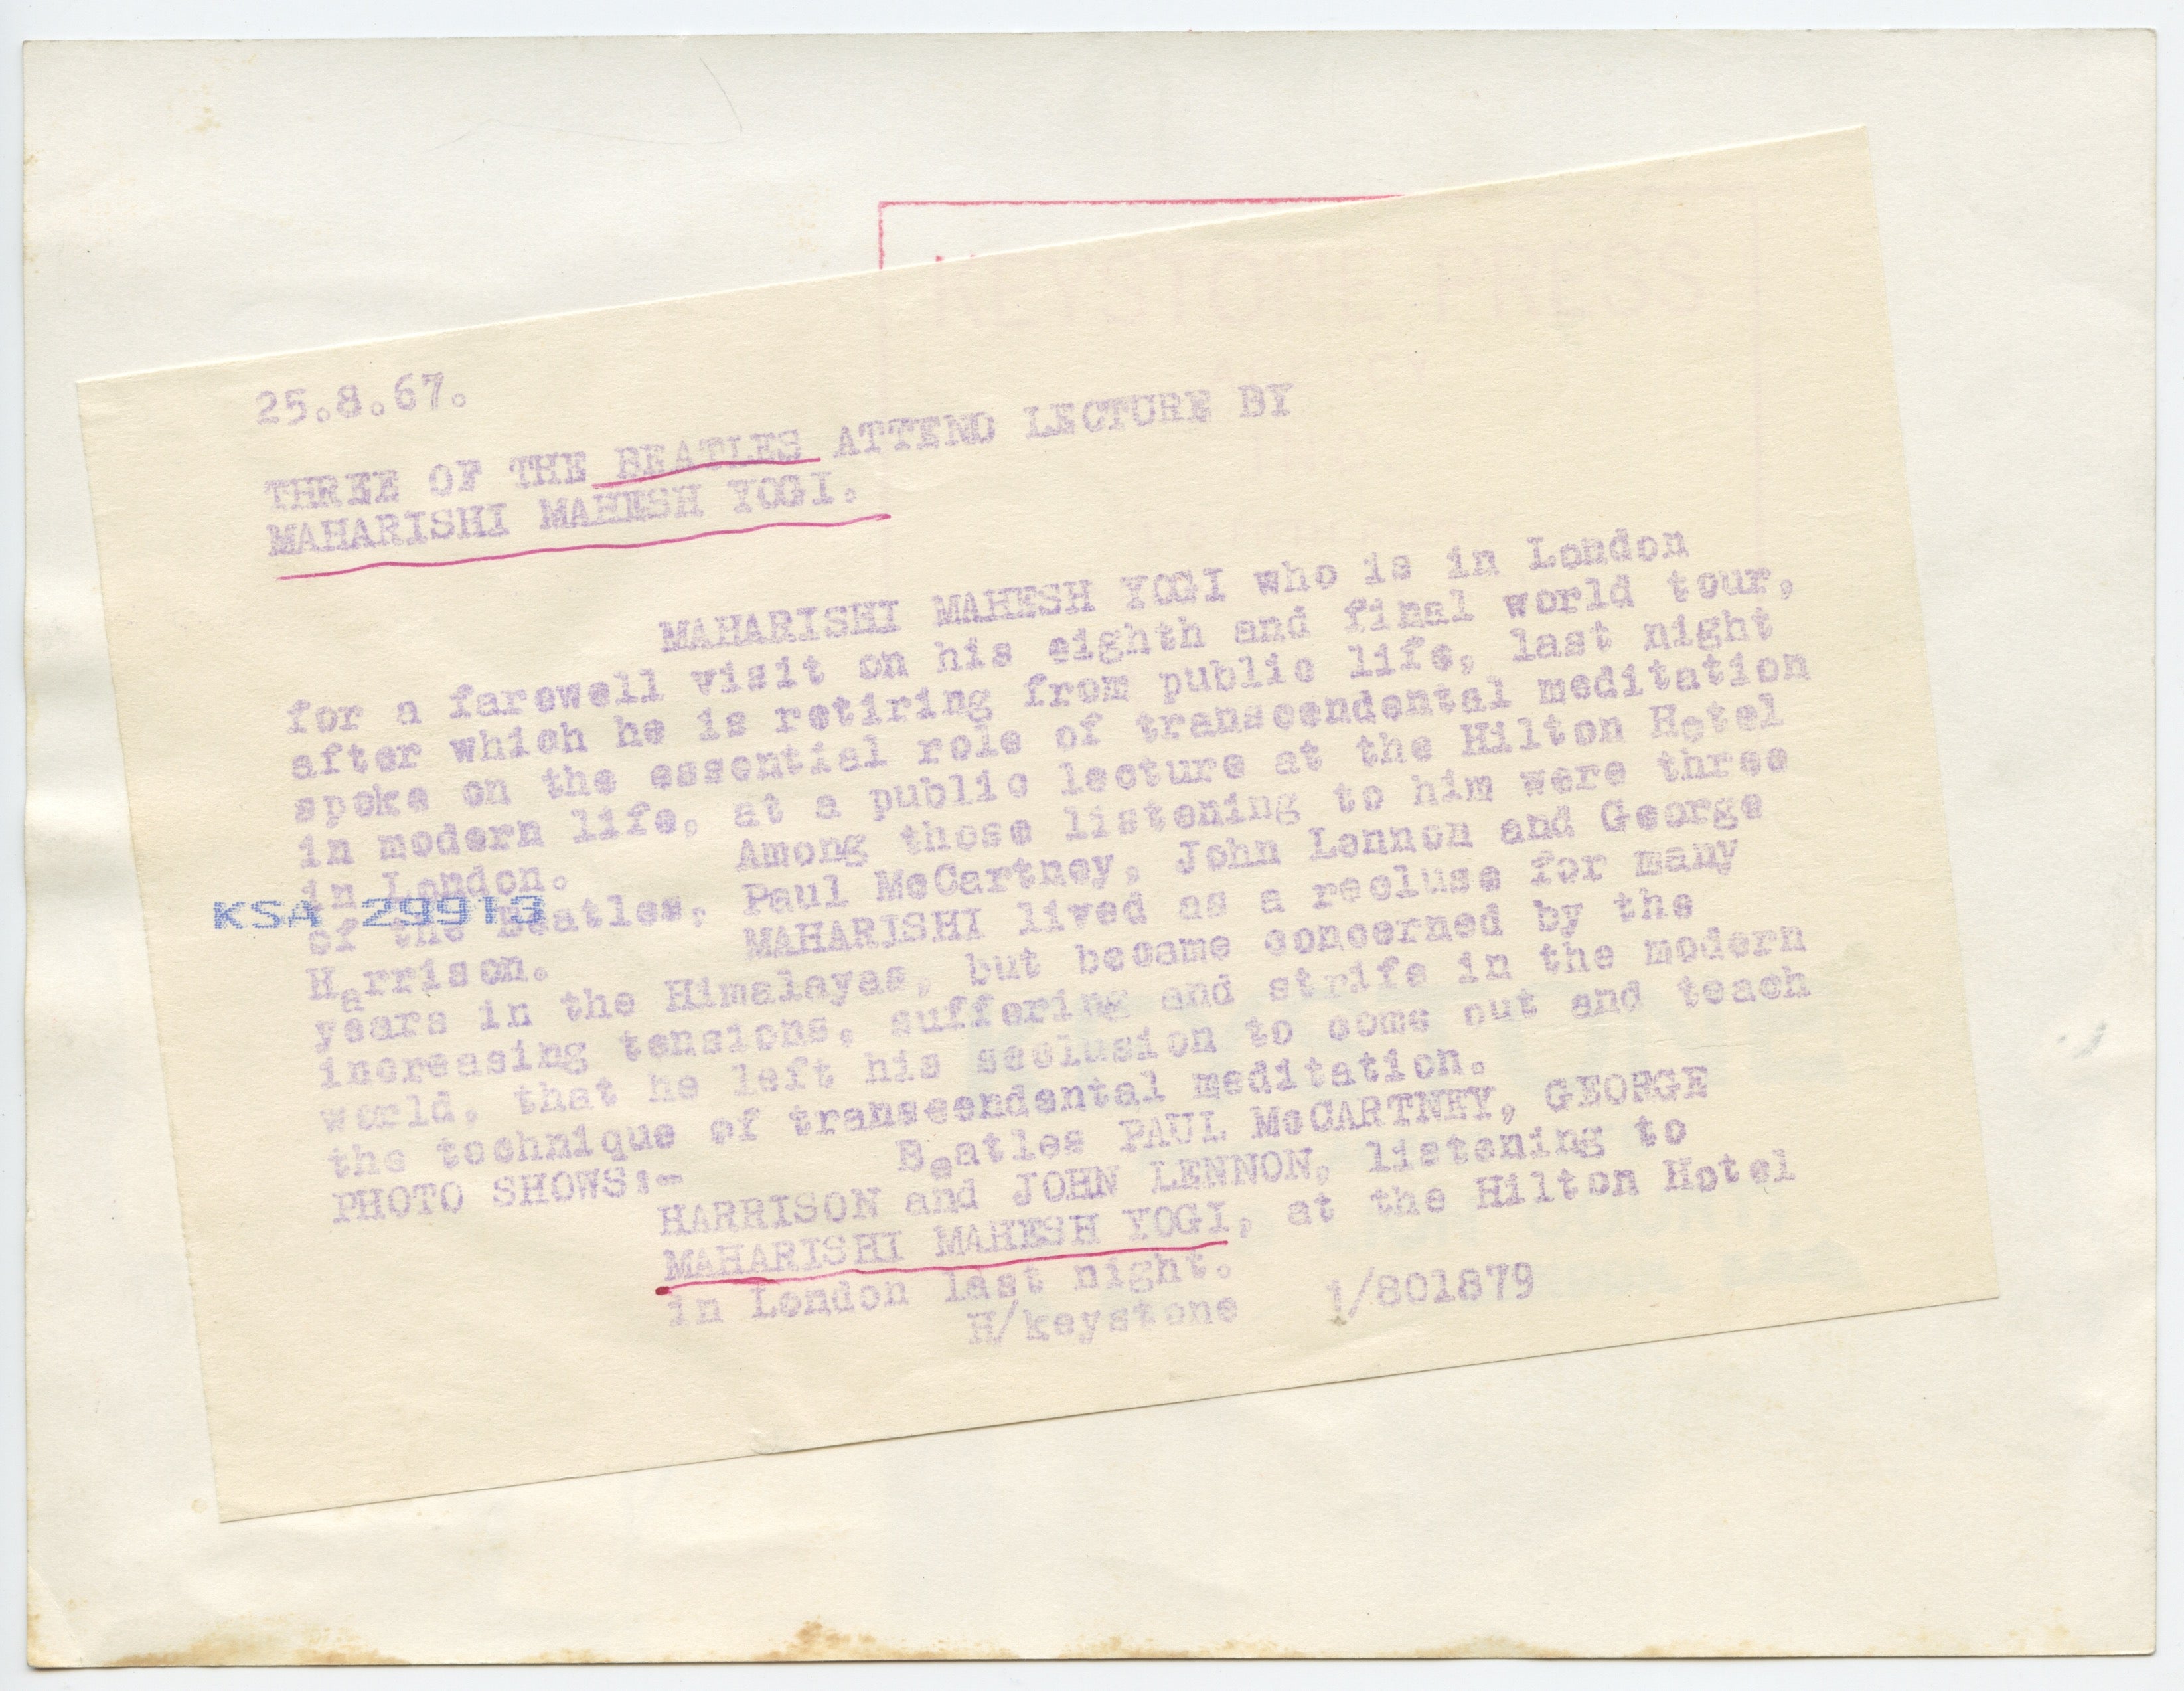 KEYSTONE PRESS
25.8.67.
THREE OF THE BEATLES ATTEND LECTURE BY
MAHARISHI MAHESH YOGI.
MAHARISHI MAHESH YOGI who is in London
for a farewell visit on his eighth and final world tour,
after which he is retiring from public life, last night
spoke on the essential role of transcendental meditation
in modern life, at a public lecture at the Hilton Hotel
in London. Among those listening to him were three
of the Beatles, Paul McCartney, John Lennon and George
Harrison. MAHARISHI lived as a recluse for many
years in the Himalayas, but became concerned by the
increasing tensions, suffering and strife in the modern
world, that he left his seclusion to come out and teach
the technique of transcendental meditation.
PHOTO SHOWS:- Beatles PAUL McCARTNEY, GEORGE
HARRISON and JOHN LENNON, listening to
MAHARISHI MAHESH YOGI, at the Hilton Hotel
in London last night.
H/keystone 1/801879
KSA 29913